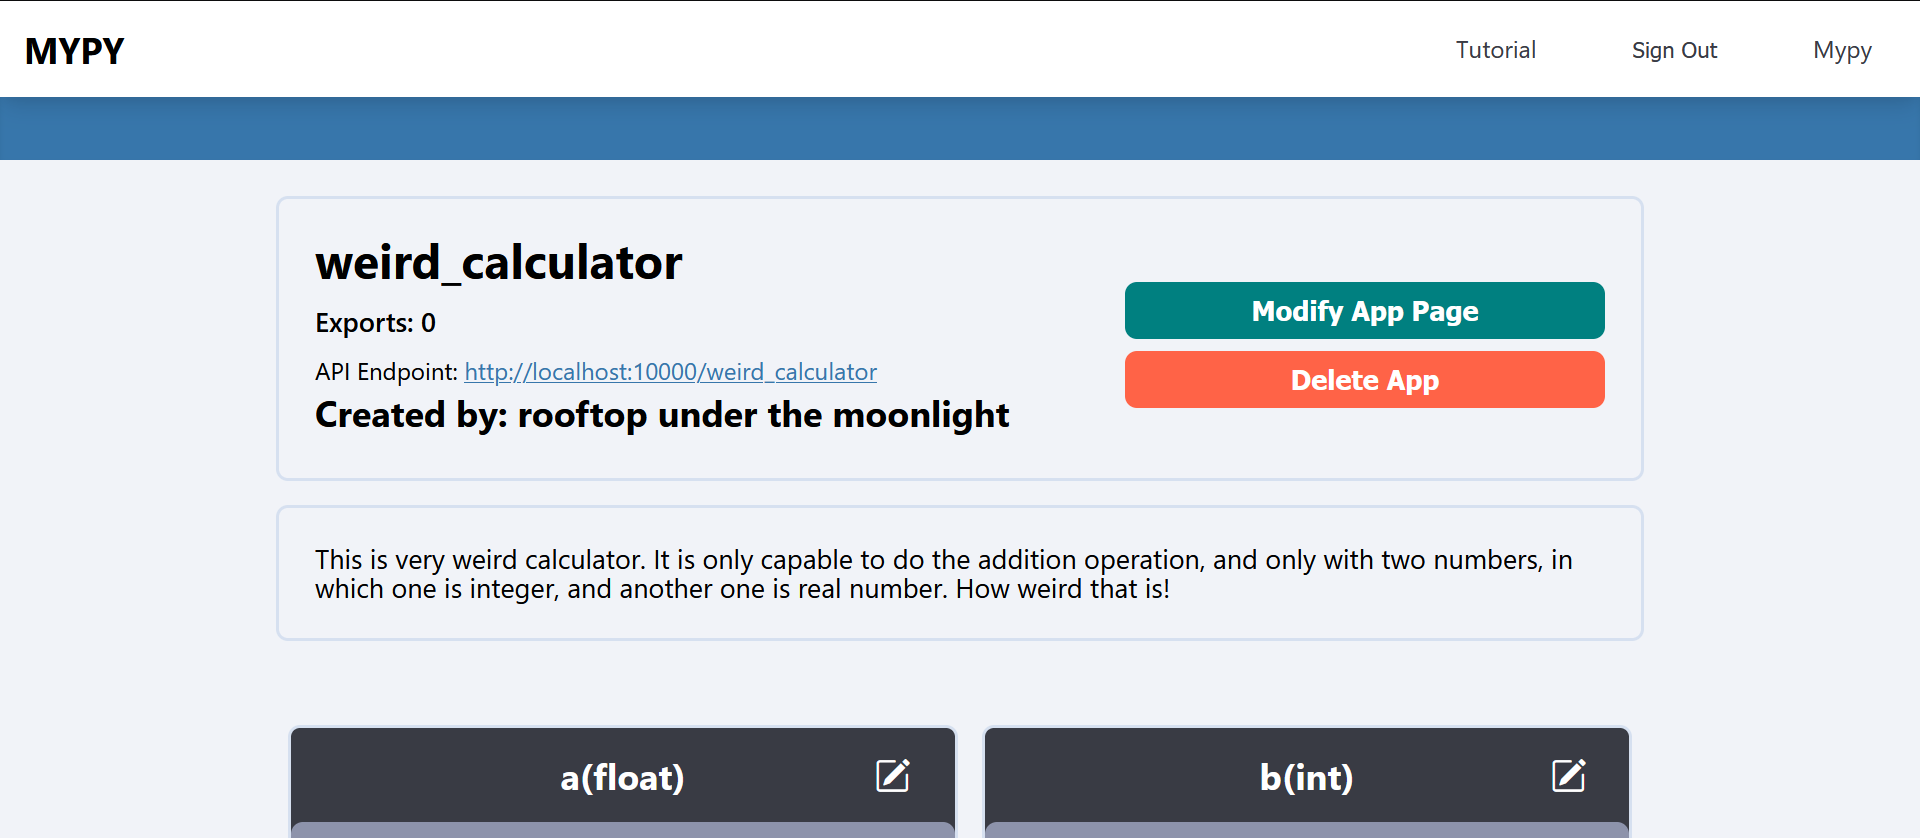 MYPY
Tutorial
Sign Out
Mypy
weird_calculator
Exports: 0
API Endpoint: http://localhost:10000/weird_calculator
Created by: rooftop under the moonlight
Modify App Page
Delete App
This is very weird calculator. It is only capable to do the addition operation, and only with two numbers, in
which one is integer, and another one is real number. How weird that is!
a(float)
b(int)